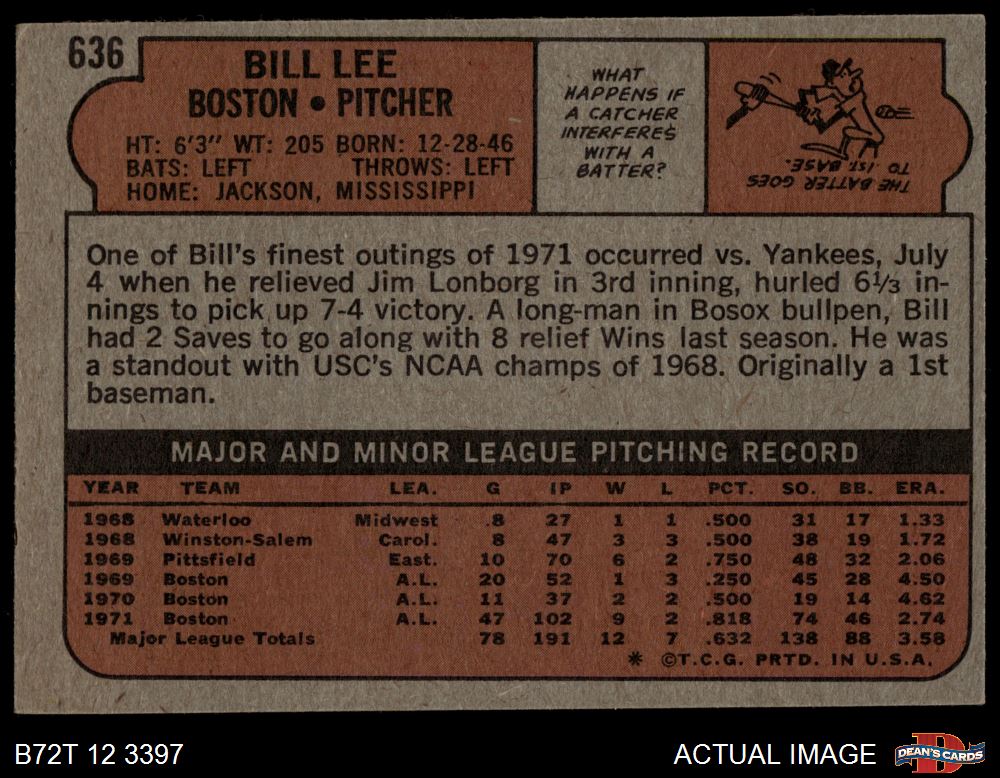 636
BILL LEE
BOSTON • PITCHER
HT: 6'3" WT: 205 BORN: 12-28-46
BATS: LEFT THROWS: LEFT
HOME: JACKSON, MISSISSIPPI
WHAT
HAPPENS IF
A CATCHER
INTERFERES
WITH A
BATTER?
THE BATTER GOES
TO 1ST BASE.
One of Bill's finest outings of 1971 occurred vs. Yankees, July
4 when he relieved Jim Lonborg in 3rd inning, hurled 6⅓ in-
nings to pick up 7-4 victory. A long-man in Bosox bullpen, Bill
had 2 Saves to go along with 8 relief Wins last season. He was
a standout with USC's NCAA champs of 1968. Originally a 1st
baseman.
MAJOR AND MINOR LEAGUE PITCHING RECORD
YEAR TEAM LEA. G IP W L PCT. SO. BB. ERA.
1968 Waterloo Midwest 8 27 1 1 .500 31 17 1.33
1968 Winston-Salem Carol. 8 47 3 3 .500 38 19 1.72
1969 Pittsfield East. 10 70 6 2 .750 48 32 2.06
1969 Boston A.L. 20 52 1 3 .250 45 28 4.50
1970 Boston A.L. 11 37 2 2 .500 19 14 4.62
1971 Boston A.L. 47 102 9 2 .818 74 46 2.74
Major League Totals 78 191 12 7 .632 138 88 3.58
* ©T.C.G. PRTD. IN U.S.A.
B72T 12 3397
ACTUAL IMAGE
DEAN'S CARDS